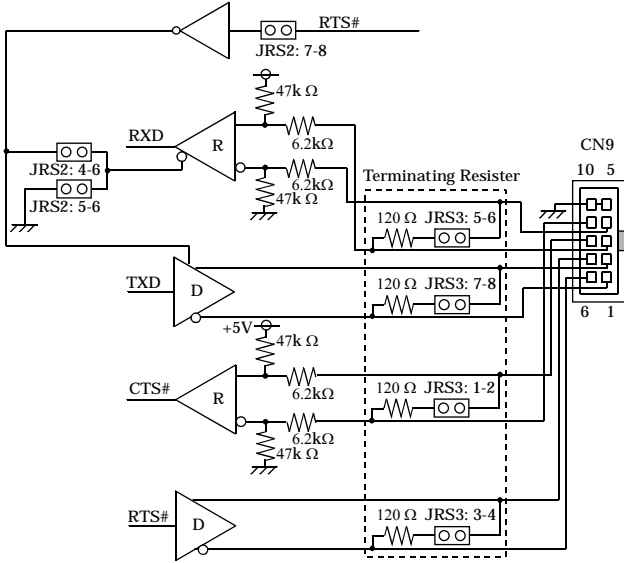 RTS#
JRS2: 7-8
47k Ω
RXD
R
6.2kΩ
CN9
10 5
JRS2: 4-6
6.2kΩ
Terminating Resister
JRS2: 5-6
47k Ω
120 Ω JRS3: 5-6
TXD
D
120 Ω JRS3: 7-8
6 1
+5V
47k Ω
CTS#
R
6.2kΩ
120 Ω JRS3: 1-2
6.2kΩ
47k Ω
RTS#
D
120 Ω JRS3: 3-4